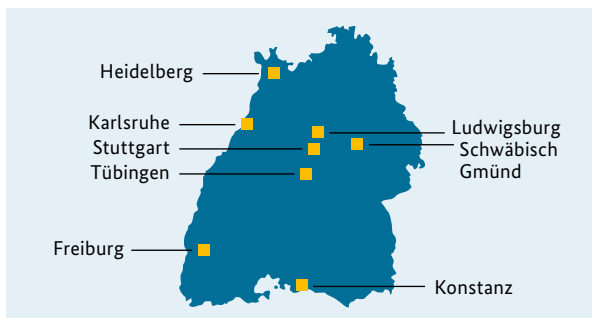 Heidelberg
Karlsruhe
Stuttgart
Tübingen
Freiburg
Ludwigsburg
Schwäbisch
Gmünd
Konstanz